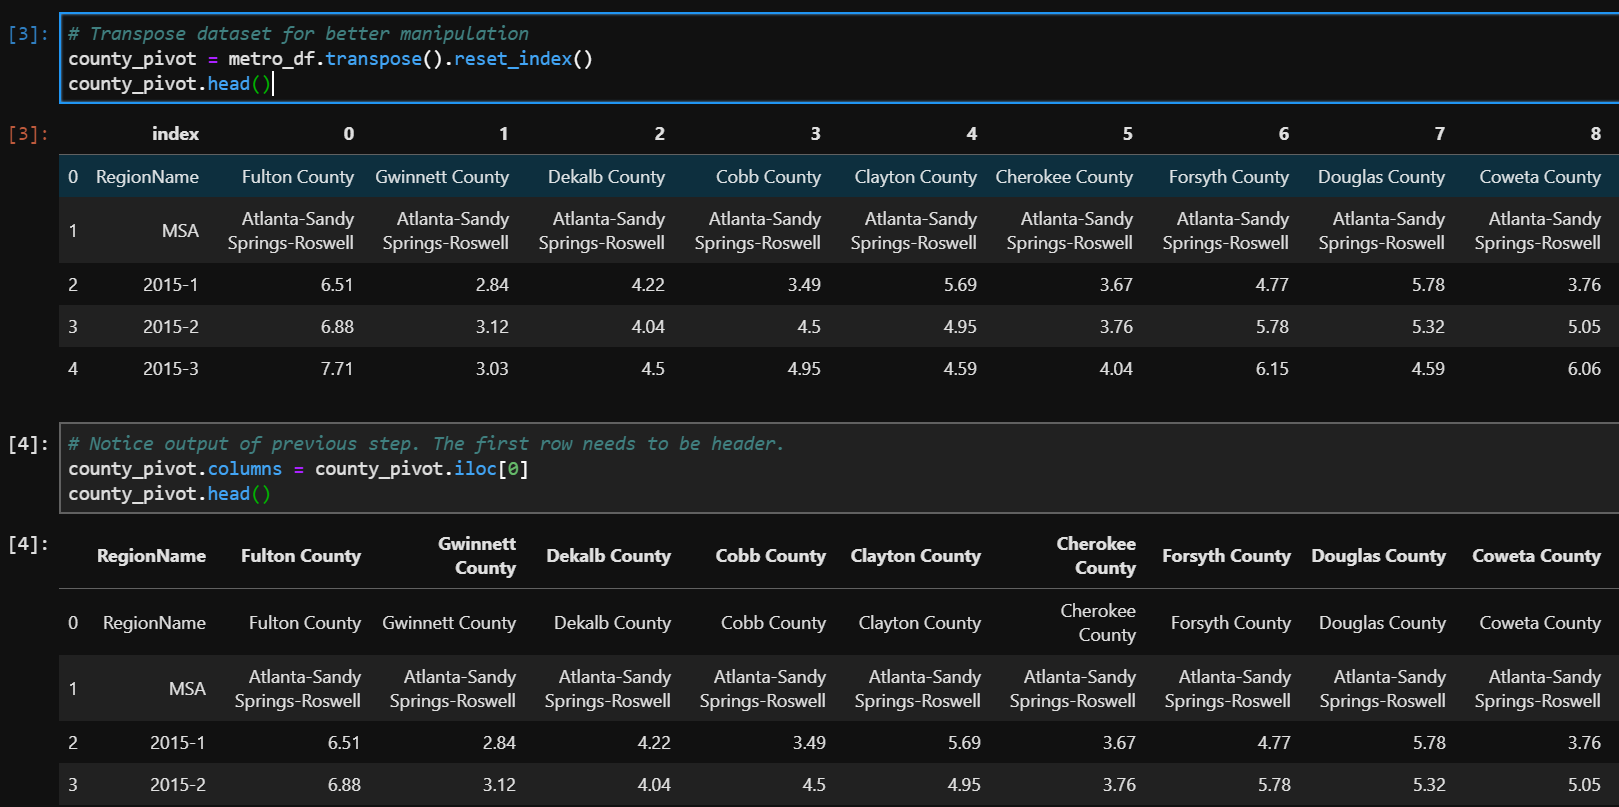 [3]: # Transpose dataset for better manipulation
county_pivot = metro_df.transpose().reset_index()
county_pivot.head()
[3]: index 0 1 2 3 4 5 6 7 8
0 RegionName Fulton County Gwinnett County Dekalb County Cobb County Clayton County Cherokee County Forsyth County Douglas County Coweta County
Atlanta-Sandy Atlanta-Sandy Atlanta-Sandy Atlanta-Sandy Atlanta-Sandy Atlanta-Sandy Atlanta-Sandy Atlanta-Sandy Atlanta-Sandy
1 MSA
Springs-Roswell Springs-Roswell Springs-Roswell Springs-Roswell Springs-Roswell Springs-Roswell Springs-Roswell Springs-Roswell Springs-Roswell
2 2015-1 6.51 2.84 4.22 3.49 5.69 3.67 4.77 5.78 3.76
3 2015-2 6.88 3.12 4.04 4.5 4.95 3.76 5.78 5.32 5.05
4 2015-3 7.71 3.03 4.5 4.95 4.59 4.04 6.15 4.59 6.06
[4]: # Notice output of previous step. The first row needs to be header.
county_pivot.columns = county_pivot.iloc[0]
county_pivot.head()
[4]: Gwinnett Cherokee
RegionName Fulton County Dekalb County Cobb County Clayton County Forsyth County Douglas County Coweta County
County County
Cherokee
0 RegionName Fulton County Gwinnett County Dekalb County Cobb County Clayton County Forsyth County Douglas County Coweta County
County
Atlanta-Sandy Atlanta-Sandy Atlanta-Sandy Atlanta-Sandy Atlanta-Sandy Atlanta-Sandy Atlanta-Sandy Atlanta-Sandy Atlanta-Sandy
1 MSA
Springs-Roswell Springs-Roswell Springs-Roswell Springs-Roswell Springs-Roswell Springs-Roswell Springs-Roswell Springs-Roswell Springs-Roswell
2 2015-1 6.51 2.84 4.22 3.49 5.69 3.67 4.77 5.78 3.76
3 2015-2 6.88 3.12 4.04 4.5 4.95 3.76 5.78 5.32 5.05